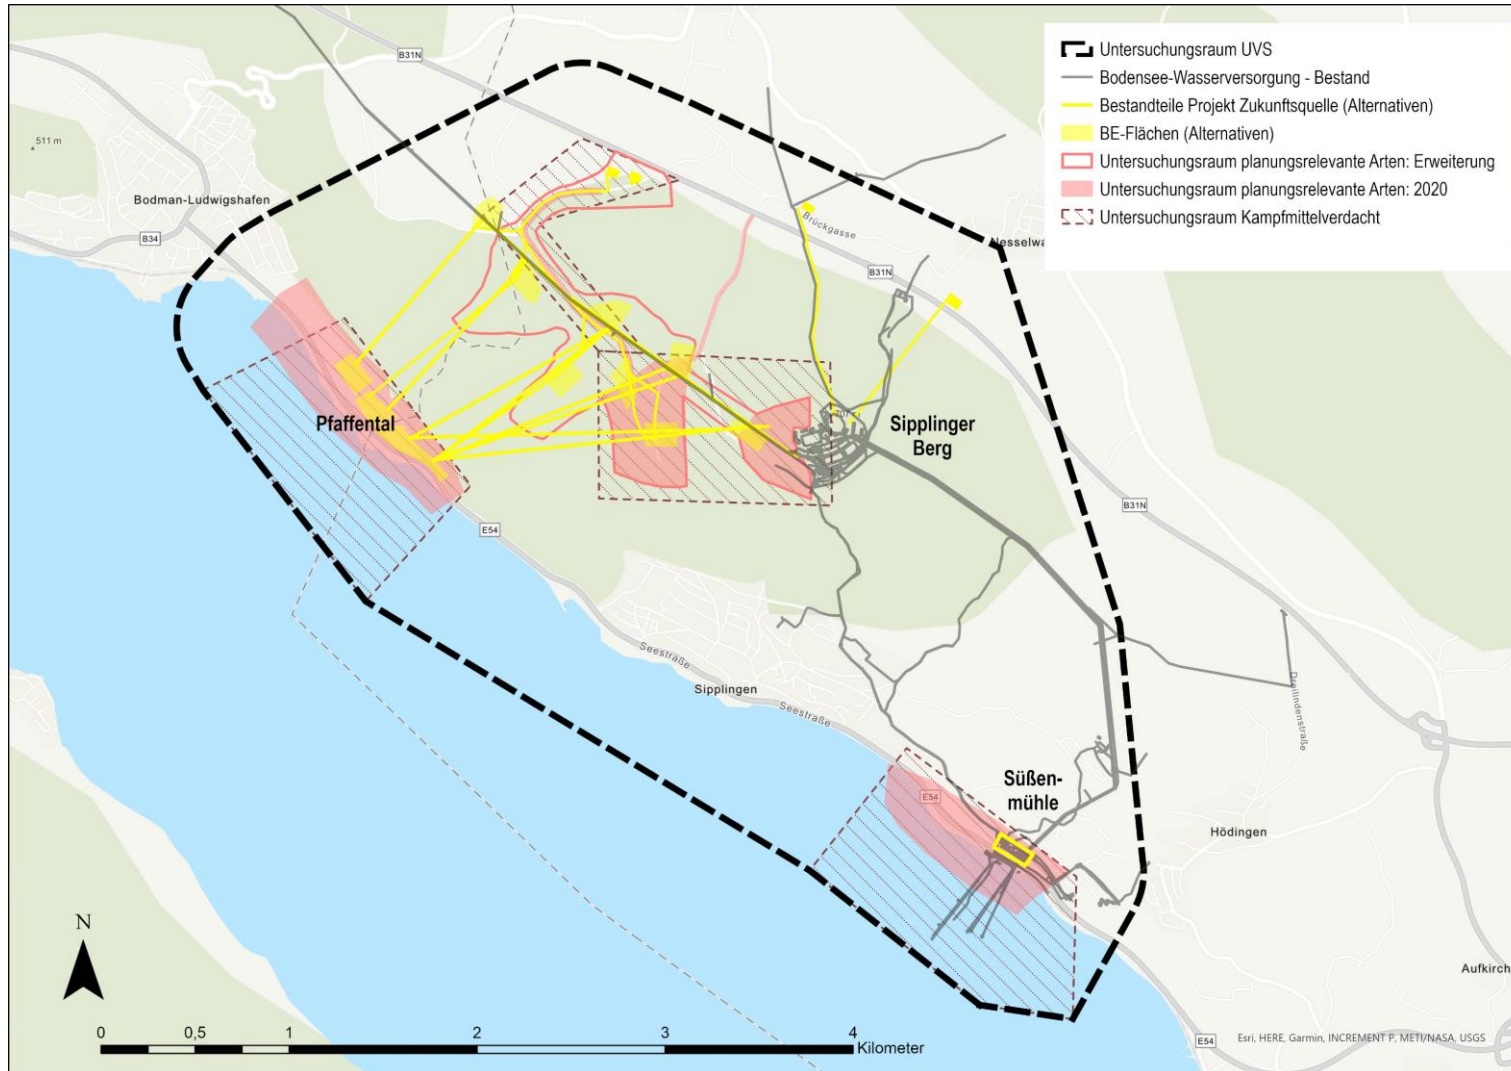 B31N
Untersuchungsraum UVS
Bodensee-Wasserversorgung - Bestand
Bestandteile Projekt Zukunftsquelle (Alternativen)
BE-Flächen (Alternativen)
Untersuchungsraum planungsrelevante Arten: Erweiterung
Untersuchungsraum planungsrelevante Arten: 2020
Untersuchungsraum Kampfmittelverdacht
511 m
Bodman-Ludwigshafen
B34
Brückgasse
Nesselwa
B31N
Pfaffental
Sipplinger
Berg
B31N
E54
Seestraße
Sipplingen
Seestraße
Dreilindenstraße
Süßen-
mühle
E54
Hödingen
N
Aufkirch
0 0,5 1 2 3 4
Kilometer
E54
Esri, HERE, Garmin, INCREMENT P, METI/NASA, USGS